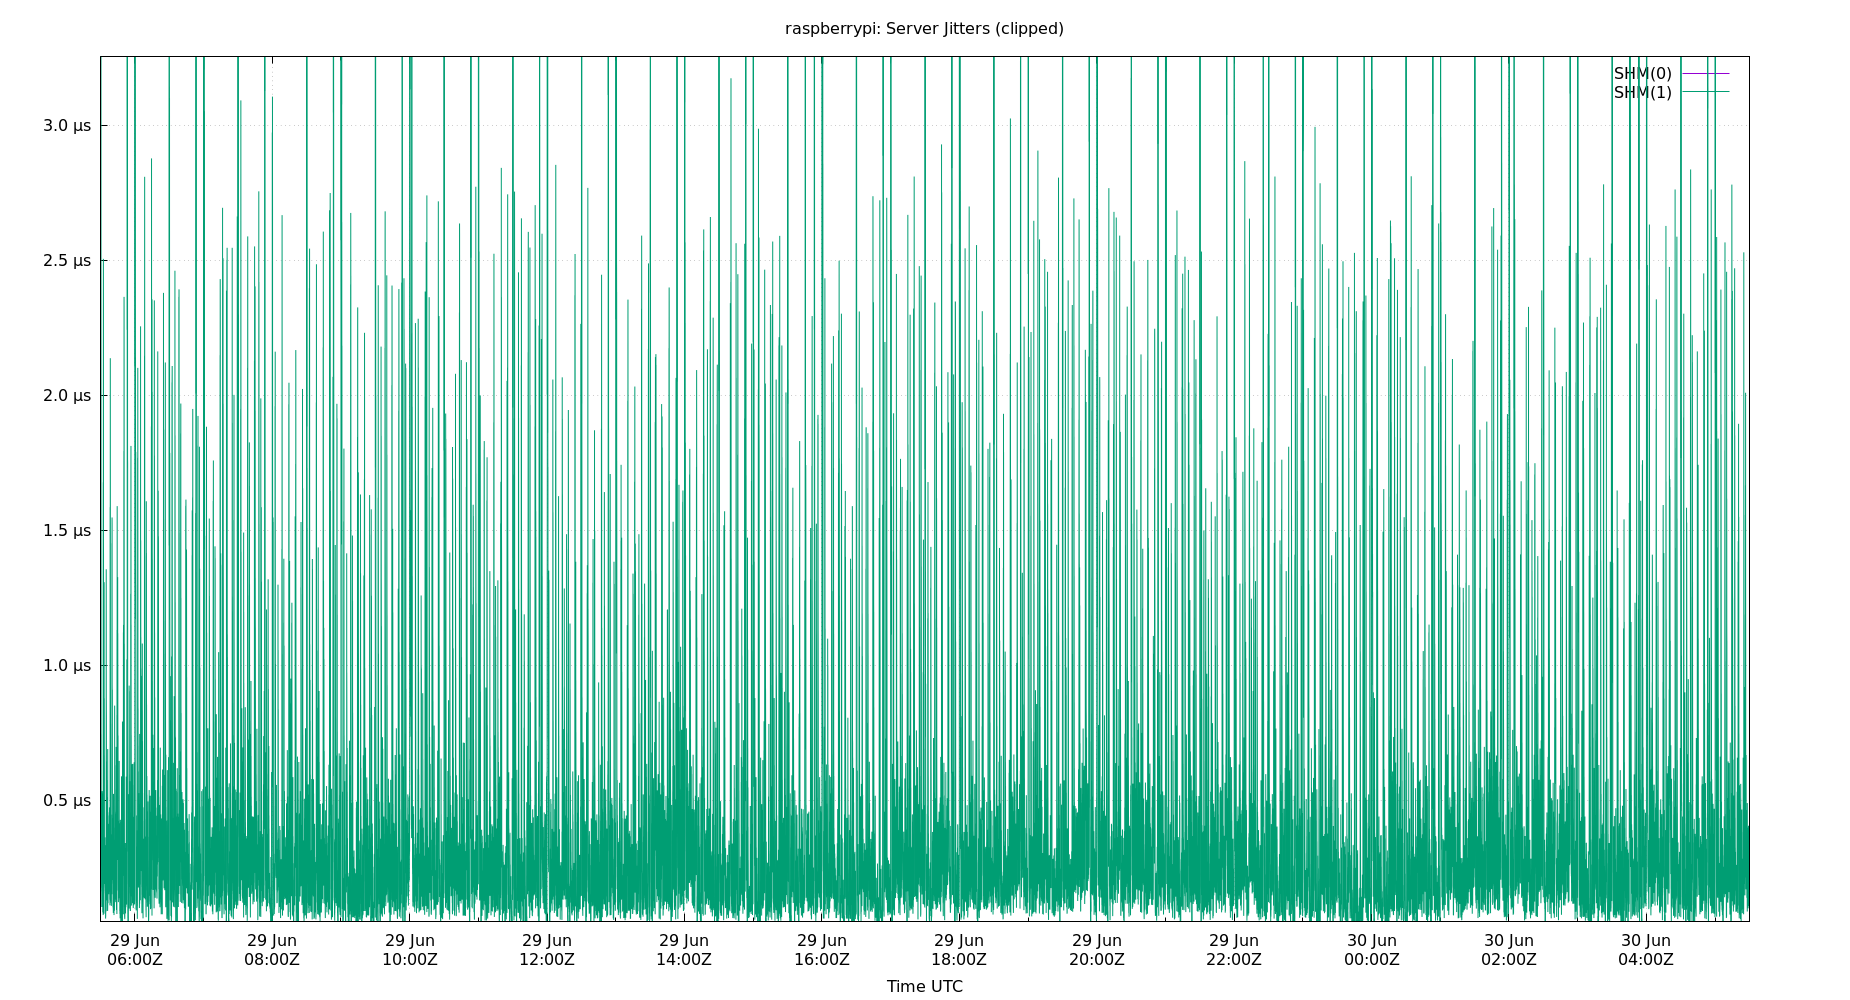 raspberrypi: Server Jitters (clipped)
SHM(0)
SHM(1)
3.0 µs
2.5 µs
2.0 µs
1.5 µs
1.0 µs
0.5 µs
29 Jun 29 Jun 29 Jun 29 Jun 29 Jun 29 Jun 29 Jun 29 Jun 29 Jun 30 Jun 30 Jun 30 Jun
06:00Z 08:00Z 10:00Z 12:00Z 14:00Z 16:00Z 18:00Z 20:00Z 22:00Z 00:00Z 02:00Z 04:00Z
Time UTC